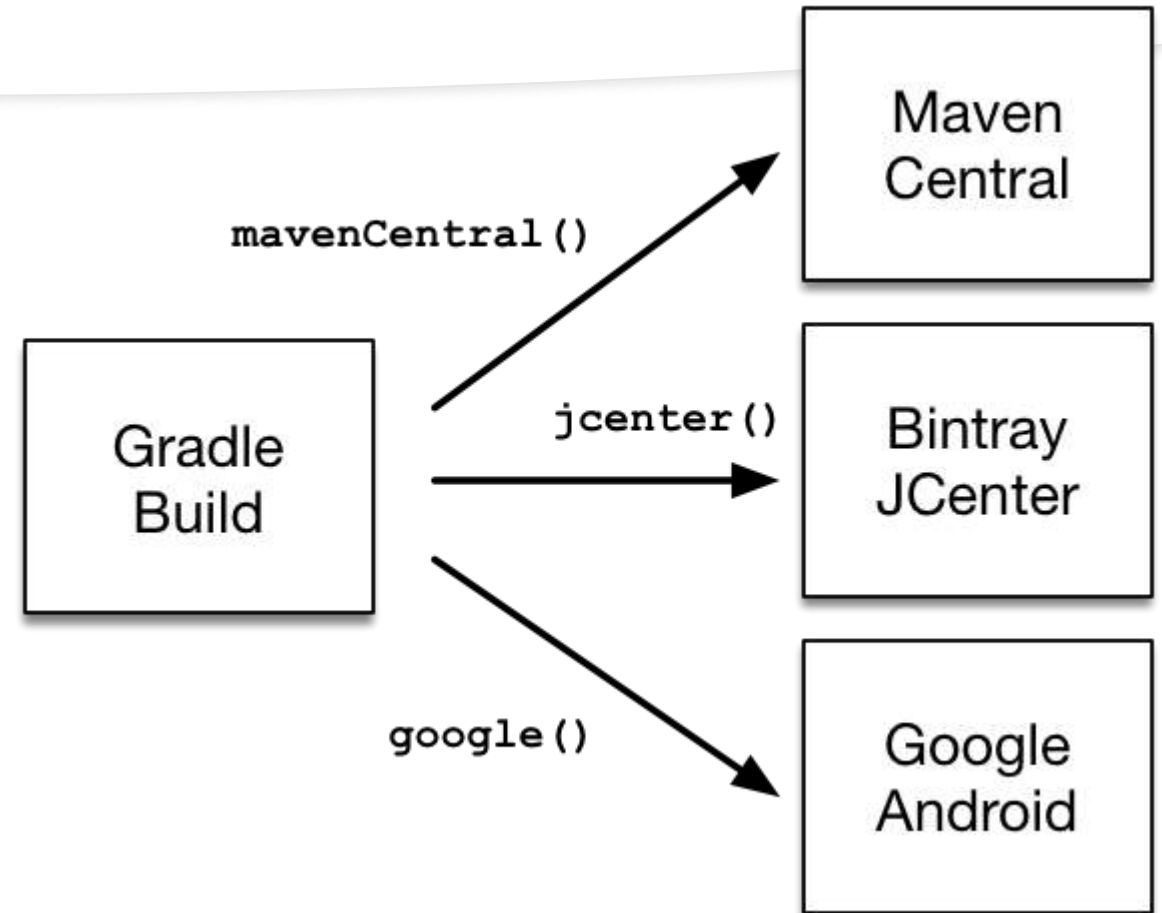 Maven
Central
mavenCentral()
Gradle
Build
jcenter()
Bintray
JCenter
google()
Google
Android